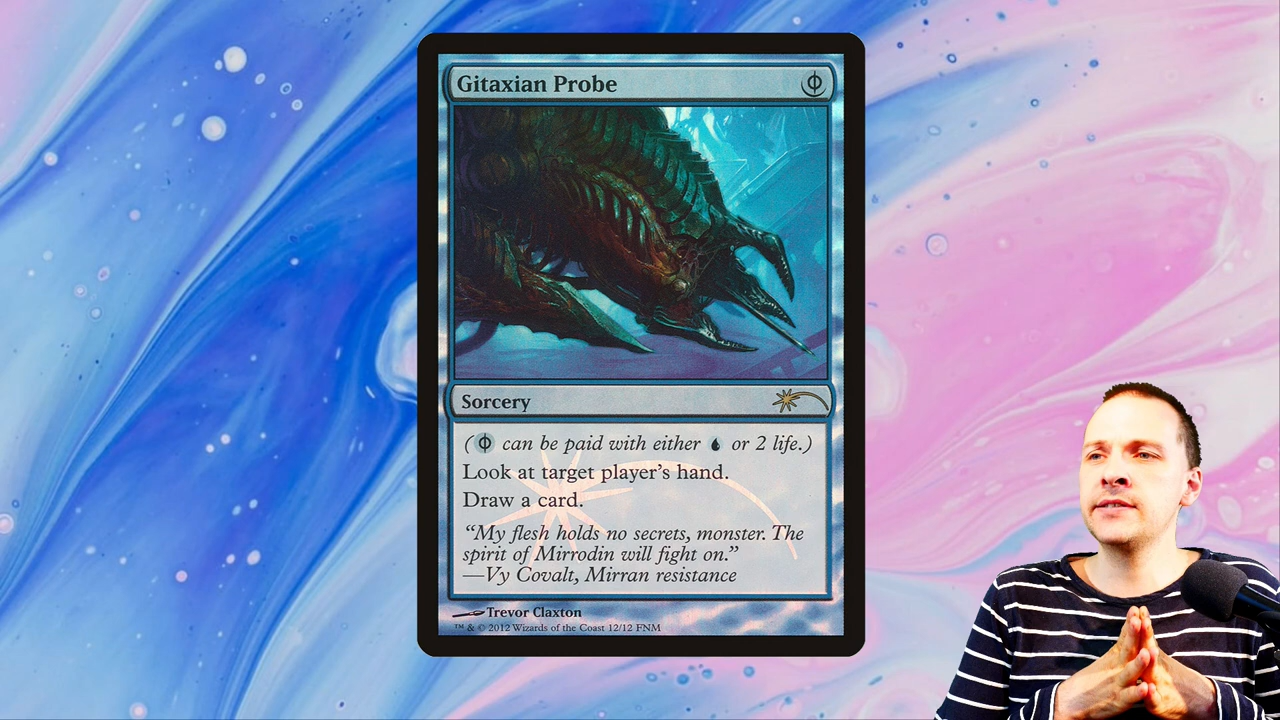 Gitaxian Probe
Sorcery
( can be paid with either or 2 life.)
Look at target player's hand.
Draw a card.
“My flesh holds no secrets, monster. The
spirit of Mirrodin will fight on.”
—Vy Covalt, Mirran resistance
Trevor Claxton
™ & © 2012 Wizards of the Coast 12/12 FNM